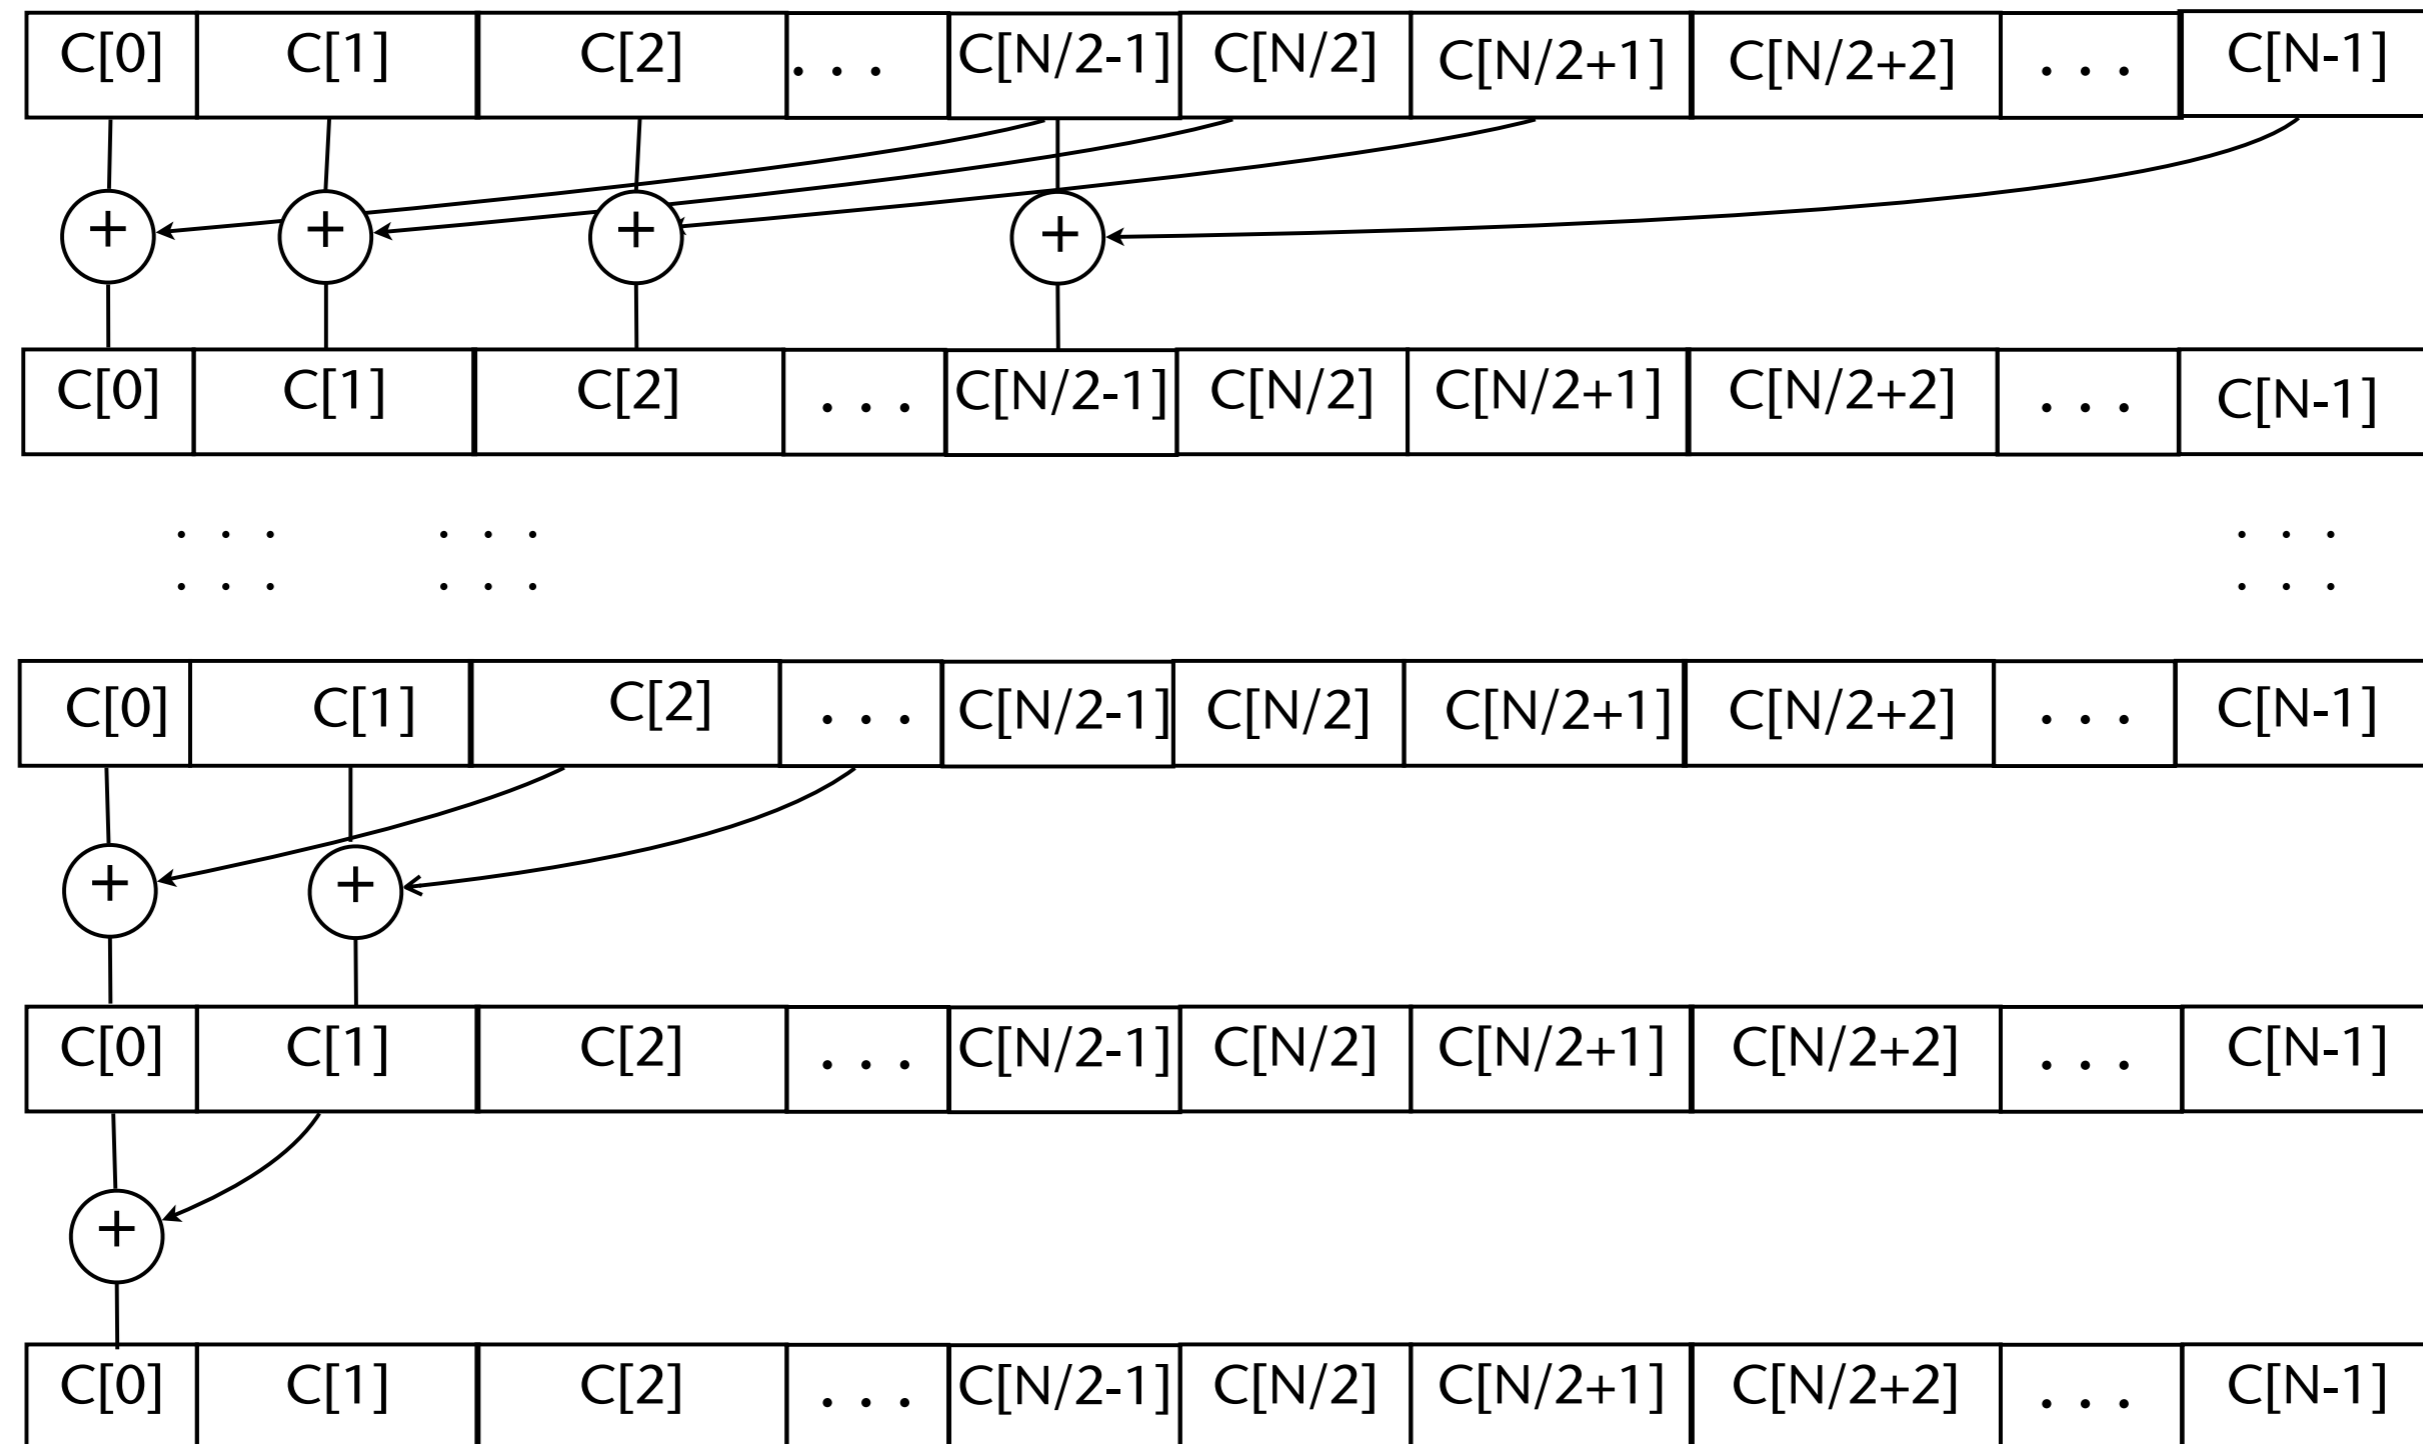 C[0] C[1] C[2] . . . C[N/2-1] C[N/2] C[N/2+1] C[N/2+2] . . . C[N-1]
+ + + +
C[0] C[1] C[2] . . . C[N/2-1] C[N/2] C[N/2+1] C[N/2+2] . . . C[N-1]
. . . . . . . . .
. . . . . . . . .
C[0] C[1] C[2] . . . C[N/2-1] C[N/2] C[N/2+1] C[N/2+2] . . . C[N-1]
+ +
C[0] C[1] C[2] . . . C[N/2-1] C[N/2] C[N/2+1] C[N/2+2] . . . C[N-1]
+
C[0] C[1] C[2] . . . C[N/2-1] C[N/2] C[N/2+1] C[N/2+2] . . . C[N-1]